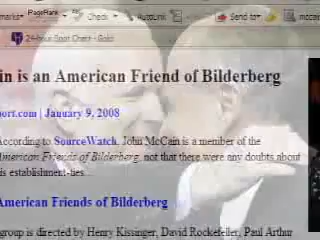 PageRank
Check
AutoLink
Send to
mccain
24-hour Spot Chart - Gold
in is an American Friend of Bilderberg
port.com | January 9, 2008
According to SourceWatch, John McCain is a member of the
American Friends of Bilderberg, not that there were any doubts about
is establishment-ties...
American Friends of Bilderberg
group is directed by Henry Kissinger, David Rockefeller, Paul Arthur